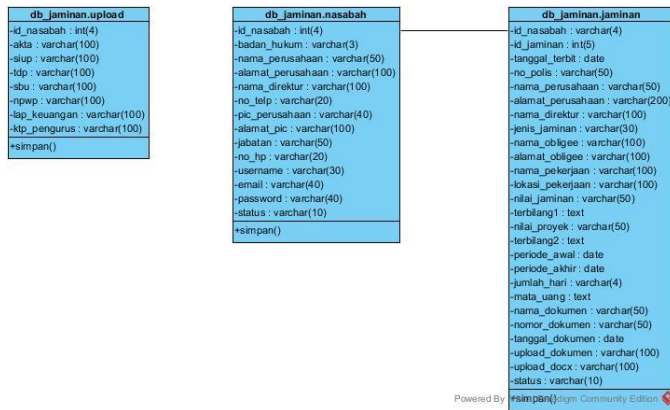 db_jaminan.upload
-id_nasabah : int(4)
-akta : varchar(100)
-siup : varchar(100)
-tdp : varchar(100)
-sbu : varchar(100)
-npwp : varchar(100)
-lap_keuangan : varchar(100)
-ktp_pengurus : varchar(100)
+simpan()
db_jaminan.nasabah
-id_nasabah : int(4)
-badan_hukum : varchar(3)
-nama_perusahaan : varchar(50)
-alamat_perusahaan : varchar(100)
-nama_direktur : varchar(100)
-no_telp : varchar(20)
-pic_perusahaan : varchar(40)
-alamat_pic : varchar(100)
-jabatan : varchar(50)
-no_hp : varchar(20)
-username : varchar(30)
-email : varchar(40)
-password : varchar(40)
-status : varchar(10)
+simpan()
db_jaminan.jaminan
-id_nasabah : varchar(4)
-id_jaminan : int(5)
-tanggal_terbit : date
-no_polis : varchar(50)
-nama_perusahaan : varchar(50)
-alamat_perusahaan : varchar(200)
-nama_direktur : varchar(100)
-jenis_jaminan : varchar(30)
-nama_obligee : varchar(100)
-alamat_obligee : varchar(100)
-nama_pekerjaan : varchar(100)
-lokasi_pekerjaan : varchar(100)
-nilai_jaminan : varchar(50)
-terbilang1 : text
-nilai_proyek : varchar(50)
-terbilang2 : text
-periode_awal : date
-periode_akhir : date
-jumlah_hari : varchar(4)
-mata_uang : text
-nama_dokumen : varchar(50)
-nomor_dokumen : varchar(50)
-tanggal_dokumen : date
-upload_dokumen : varchar(100)
-upload_docx : varchar(100)
-status : varchar(10)
+simpan()
Powered By Community Edition